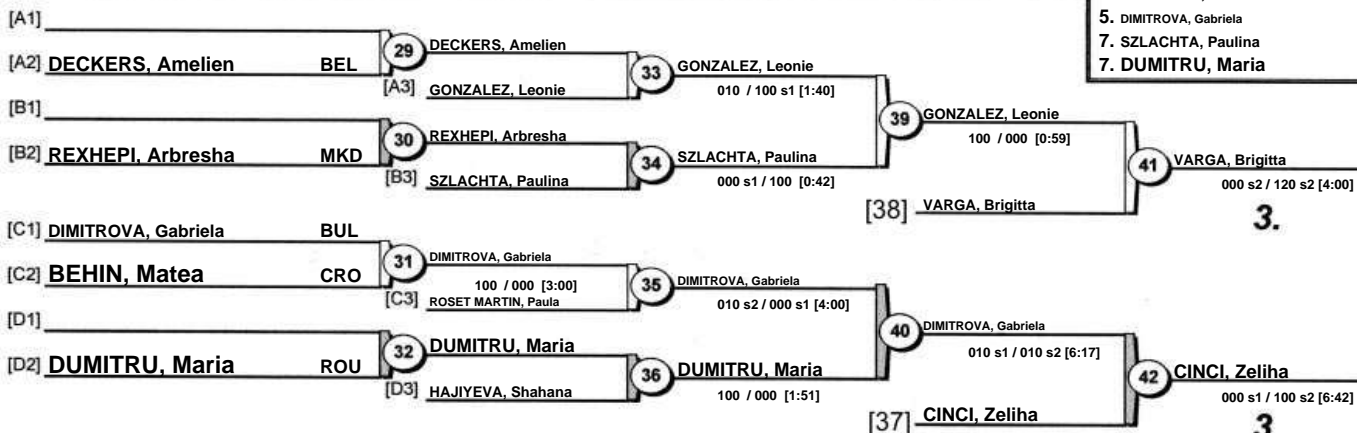 5. DIMITROVA, Gabriela
7. SZLACHTA, Paulina
7. DUMITRU, Maria
[A1]
[A2] DECKERS, Amelien BEL
29
DECKERS, Amelien
[A3] GONZALEZ, Leonie
33
GONZALEZ, Leonie
010 / 100 s1 [1:40]
[B1]
[B2] REXHEPI, Arbresha MKD
30
REXHEPI, Arbresha
[B3] SZLACHTA, Paulina
34
SZLACHTA, Paulina
000 s1 / 100 [0:42]
39
GONZALEZ, Leonie
100 / 000 [0:59]
[38] VARGA, Brigitta
41
VARGA, Brigitta
000 s2 / 120 s2 [4:00]
3.
[C1] DIMITROVA, Gabriela BUL
[C2] BEHIN, Matea CRO
31
DIMITROVA, Gabriela
100 / 000 [3:00]
[C3] ROSET MARTIN, Paula
35
DIMITROVA, Gabriela
010 s2 / 000 s1 [4:00]
[D1]
[D2] DUMITRU, Maria ROU
32
DUMITRU, Maria
[D3] HAJIYEVA, Shahana
36
DUMITRU, Maria
100 / 000 [1:51]
40
DIMITROVA, Gabriela
010 s1 / 010 s2 [6:17]
[37] CINCI, Zeliha
42
CINCI, Zeliha
000 s1 / 100 s2 [6:42]
3